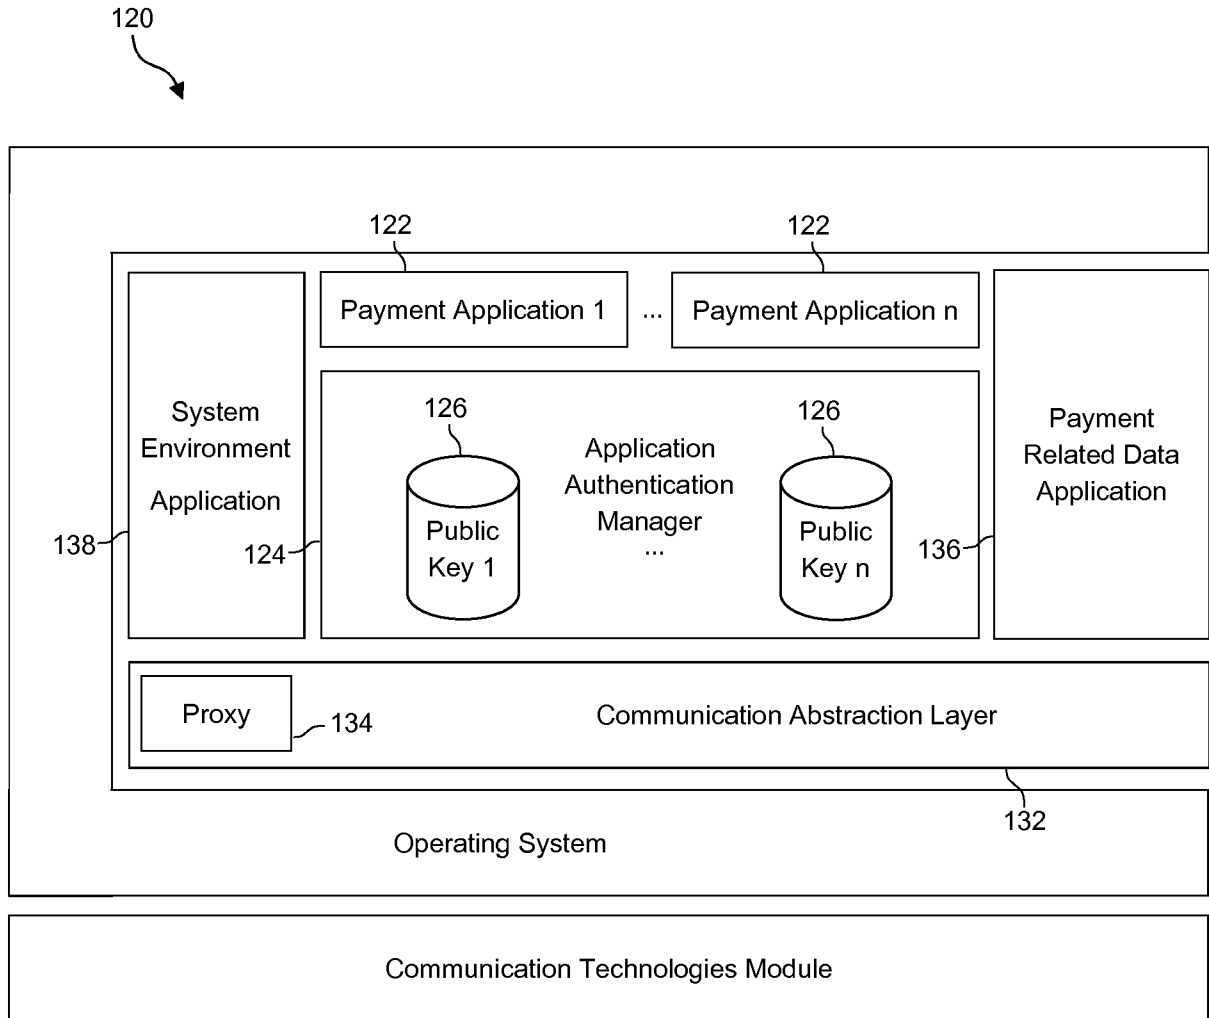 120
122
122
Payment Application 1
...
Payment Application n
System
Environment
Application
138
124
126
Public
Key 1
Application
Authentication
Manager
...
126
Public
Key n
136
Payment
Related Data
Application
Proxy
134
Communication Abstraction Layer
132
Operating System
Communication Technologies Module